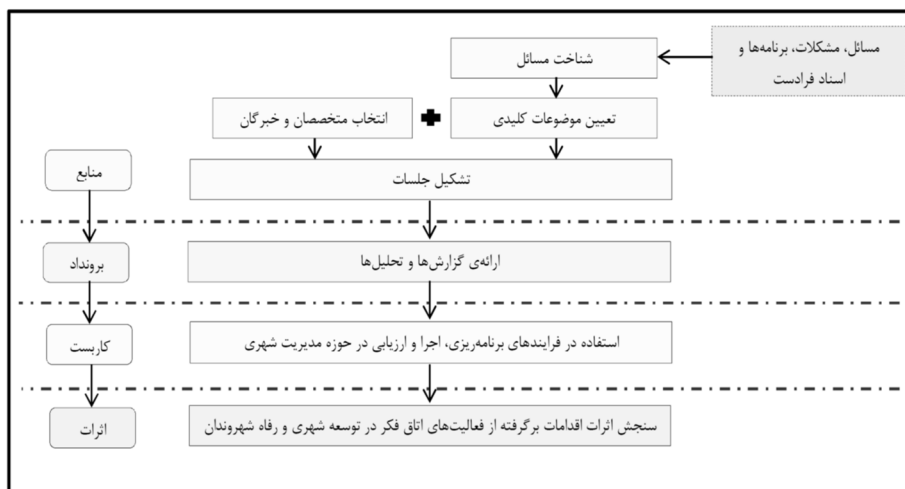 مسائل، مشکلات، برنامه‌ها و
اسناد فرادست
شناخت مسائل
تعیین موضوعات کلیدی
انتخاب متخصصان و خبرگان
تشکیل جلسات
منابع
ارائه‌ی گزارش‌ها و تحلیل‌ها
برونداد
استفاده در فرایندهای برنامه‌ریزی، اجرا و ارزیابی در حوزه مدیریت شهری
کاربست
سنجش اثرات اقدامات برگرفته از فعالیت‌های اتاق فکر در توسعه شهری و رفاه شهروندان
اثرات